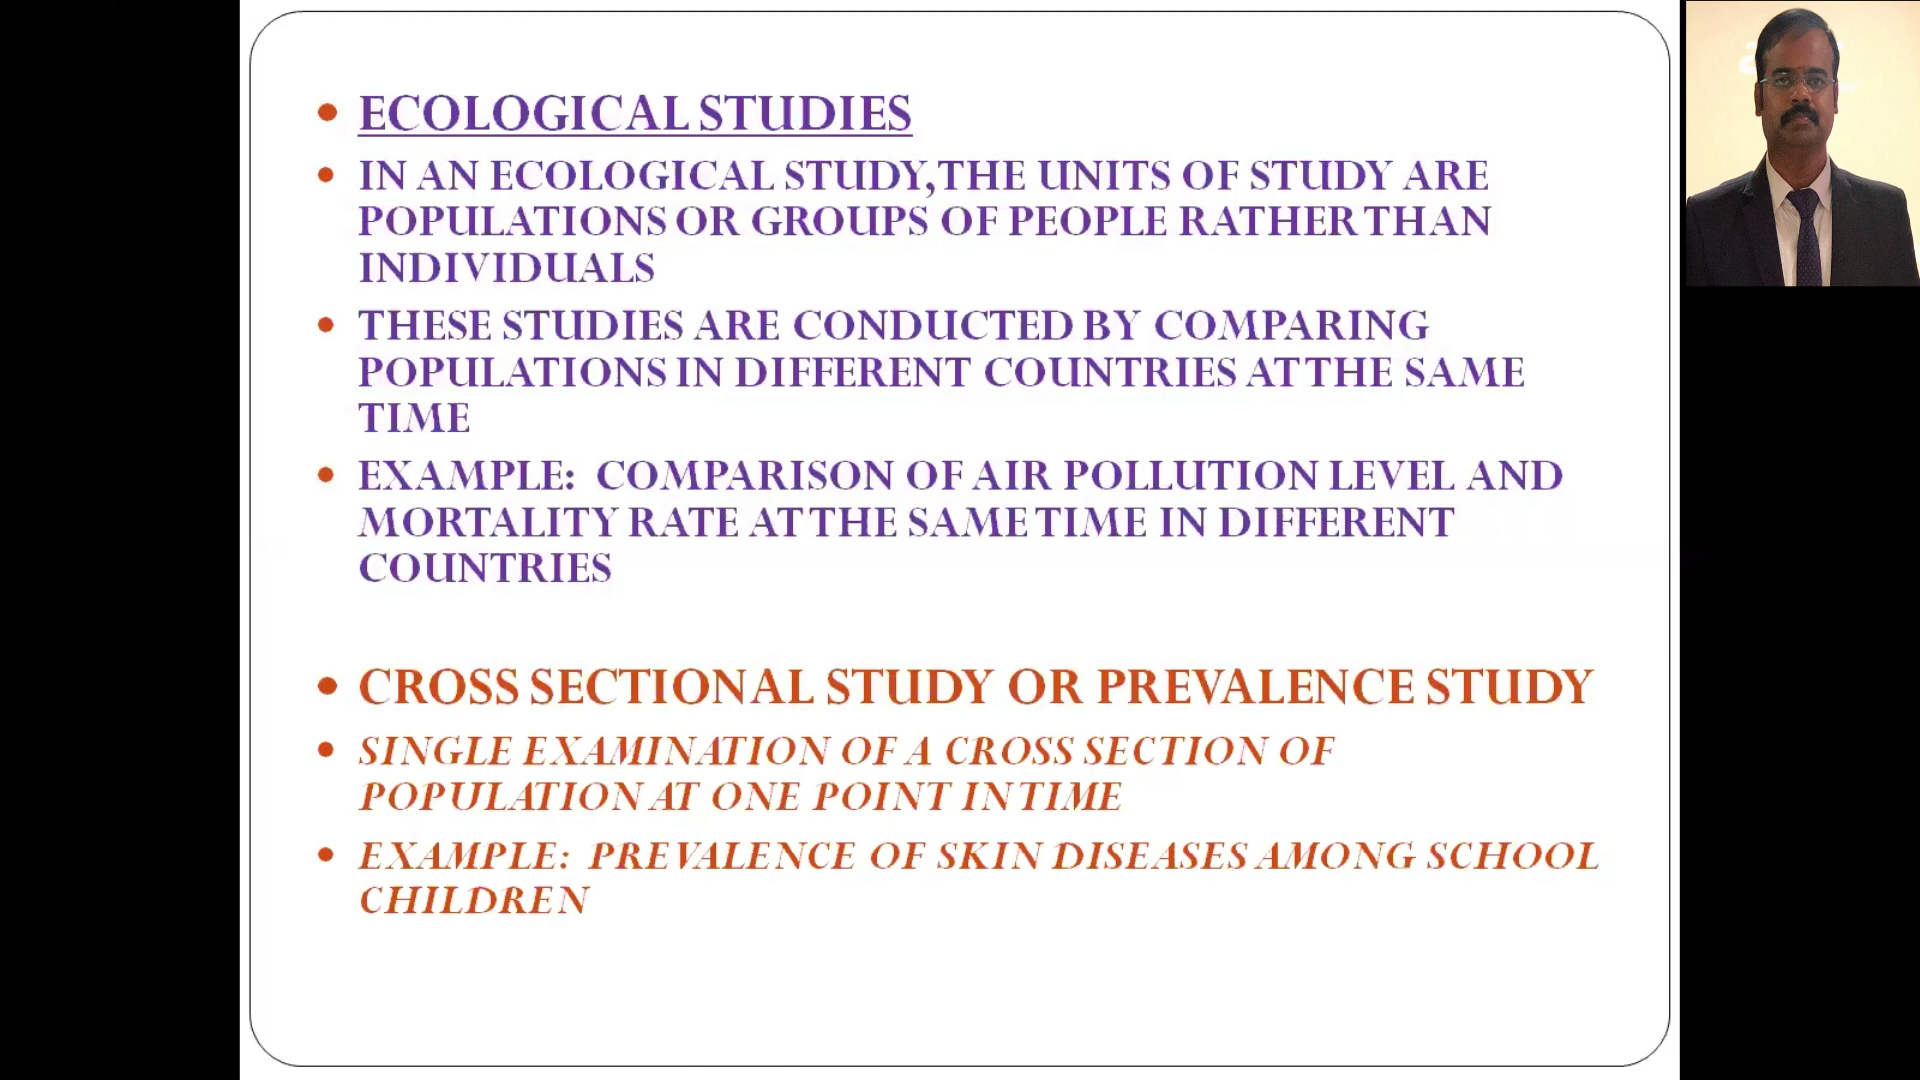 ECOLOGICAL STUDIES
IN AN ECOLOGICAL STUDY,THE UNITS OF STUDY ARE
POPULATIONS OR GROUPS OF PEOPLE RATHER THAN
INDIVIDUALS
THESE STUDIES ARE CONDUCTED BY COMPARING
POPULATIONS IN DIFFERENT COUNTRIES AT THE SAME
TIME
EXAMPLE: COMPARISON OF AIR POLLUTION LEVEL AND
MORTALITY RATE AT THE SAME TIME IN DIFFERENT
COUNTRIES
CROSS SECTIONAL STUDY OR PREVALENCE STUDY
SINGLE EXAMINATION OF A CROSS SECTION OF
POPULATION AT ONE POINT IN TIME
EXAMPLE: PREVALENCE OF SKIN DISEASES AMONG SCHOOL
CHILDREN